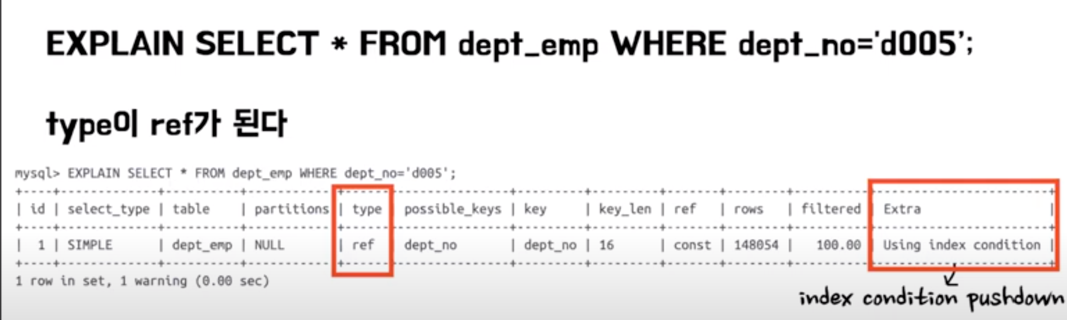 EXPLAIN SELECT * FROM dept_emp WHERE dept_no='d005';
type이 ref가 된다
mysql> EXPLAIN SELECT * FROM dept_emp WHERE dept_no='d005';
+----+-------------+----------+------------+------+---------------+---------+---------+-------+--------+----------+-----------------------+
| id | select_type | table | partitions | type | possible_keys | key | key_len | ref | rows | filtered | Extra |
+----+-------------+----------+------------+------+---------------+---------+---------+-------+--------+----------+-----------------------+
| 1 | SIMPLE | dept_emp | NULL | ref | dept_no | dept_no | 16 | const | 148054 | 100.00 | Using index condition |
+----+-------------+----------+------------+------+---------------+---------+---------+-------+--------+----------+-----------------------+
1 row in set, 1 warning (0.00 sec)
index condition pushdown